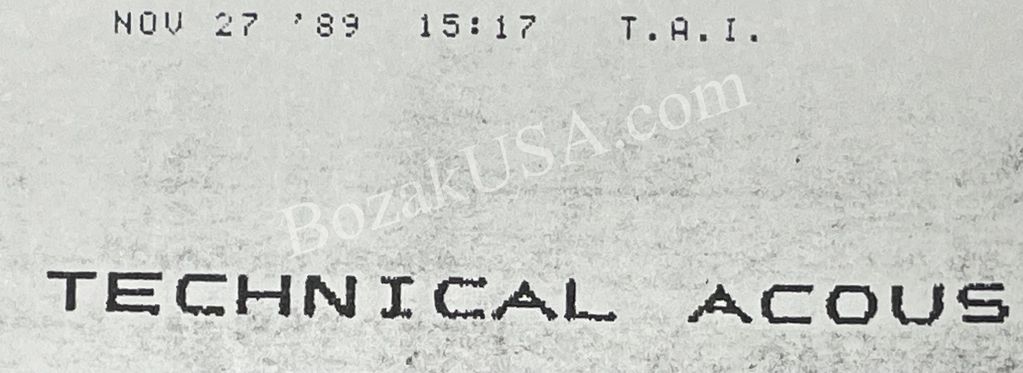 NOV 27 '89 15:17 T.A.I.
BozakUSA.com
TECHNICAL ACOUS